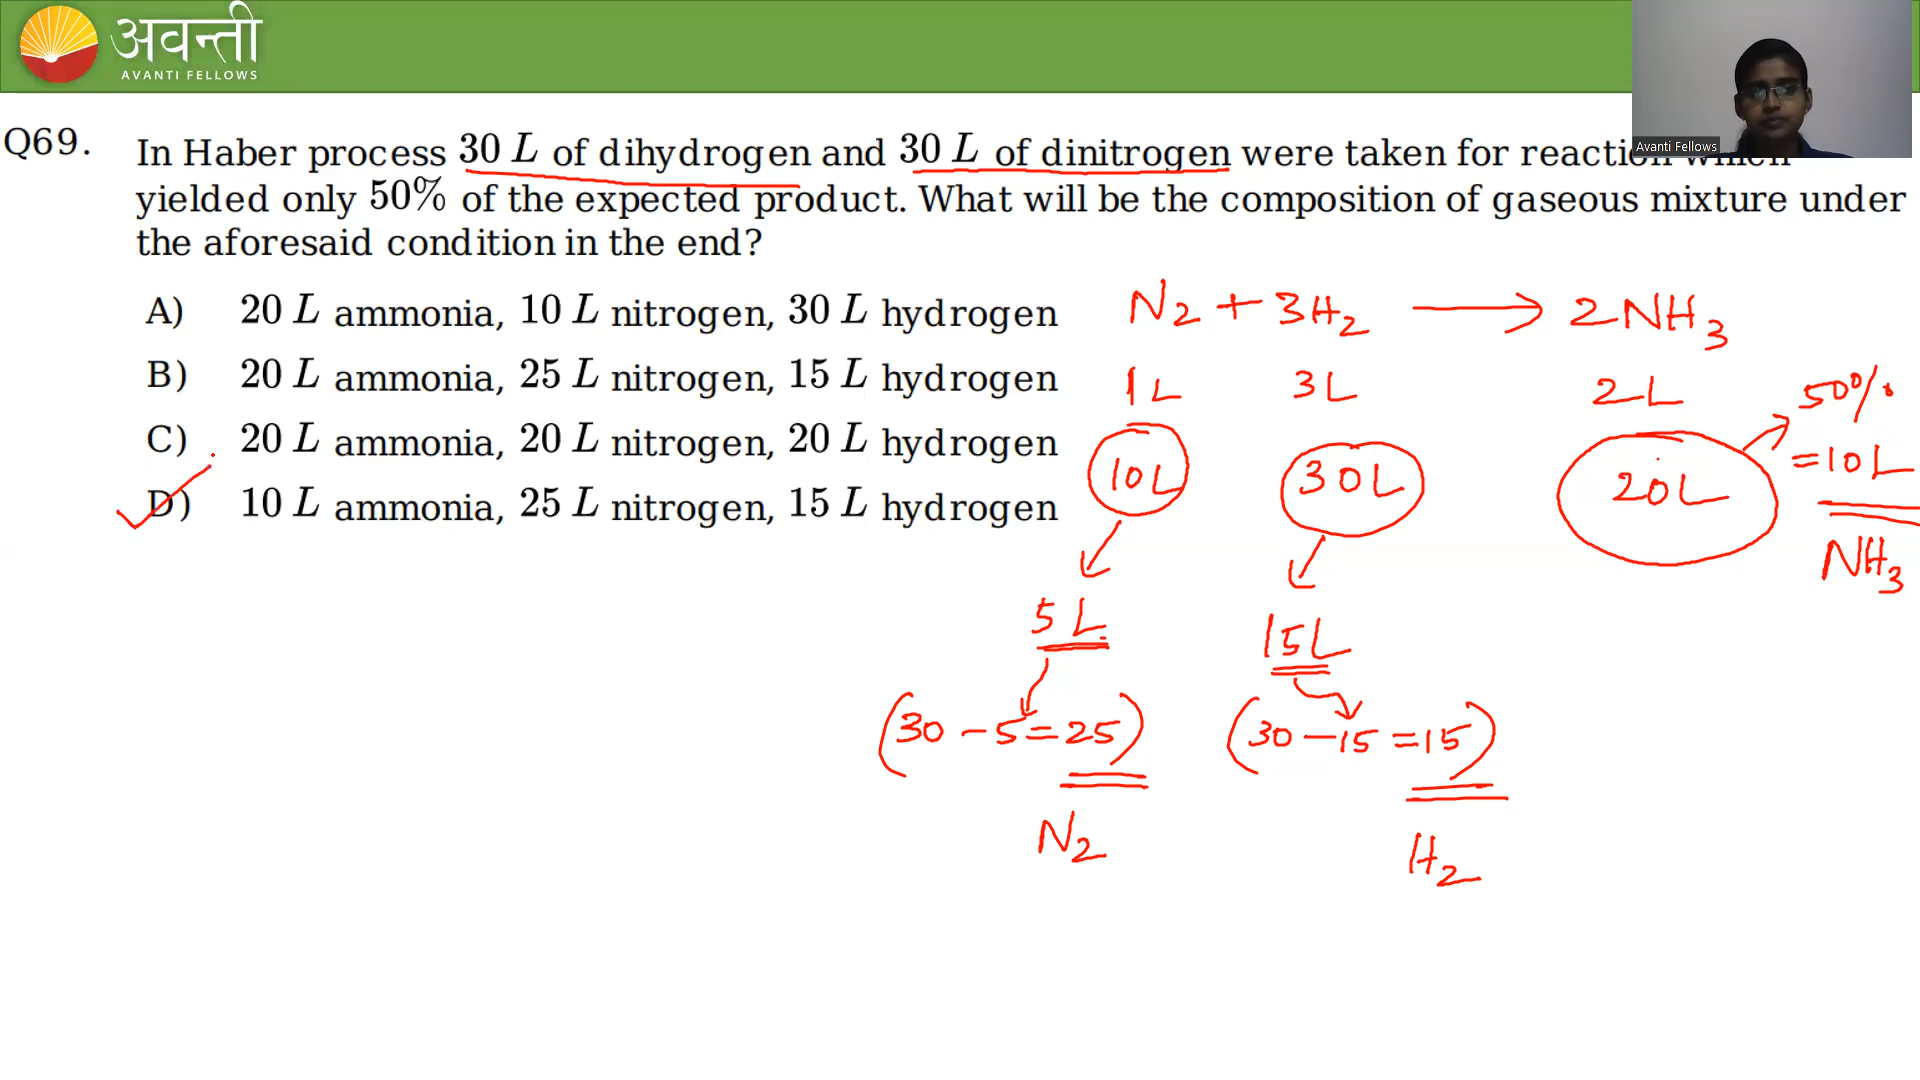 अवन्ती
AVANTI FELLOWS
Avanti Fellows
Q69. In Haber process 30 L of dihydrogen and 30 L of dinitrogen were taken for reaction which
yielded only 50% of the expected product. What will be the composition of gaseous mixture under
the aforesaid condition in the end?
A) 20 L ammonia, 10 L nitrogen, 30 L hydrogen
B) 20 L ammonia, 25 L nitrogen, 15 L hydrogen
C) 20 L ammonia, 20 L nitrogen, 20 L hydrogen
D) 10 L ammonia, 25 L nitrogen, 15 L hydrogen
N2 + 3H2 → 2NH3
1L 3L 2L
10L 30L 20L
50%
=10L
NH3
5L 15L
(30 - 5 = 25) (30 - 15 = 15)
N2 H2